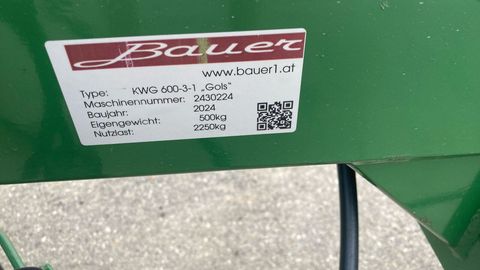 Bauer
www.bauer1.at
Type: KWG 600-3-1 „Gols“
Maschinennummer: 2430224
Baujahr: 2024
Eigengewicht: 500kg
Nutzlast: 2250kg